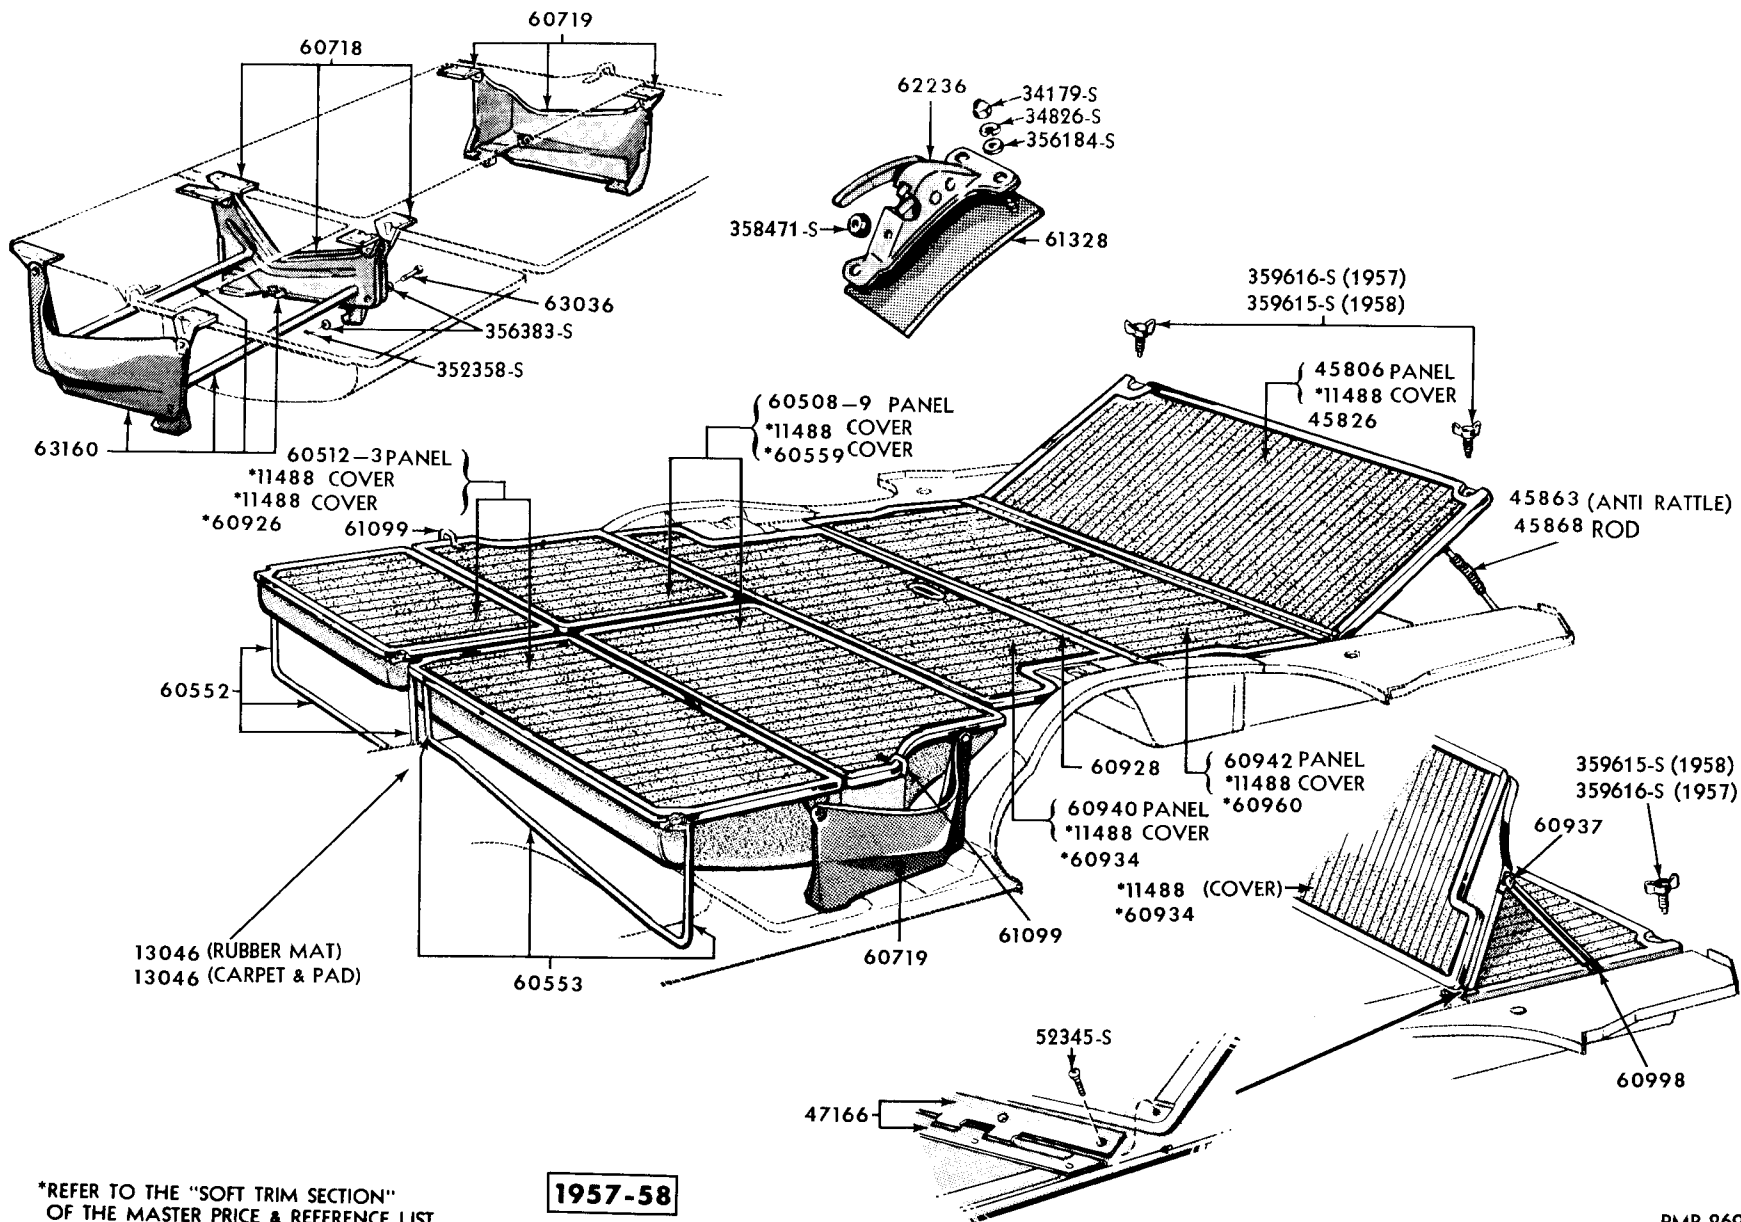 60719
60718
62236
34179-S
34826-S
356184-S
358471-S
61328
63036
356383-S
352358-S
63160
359616-S (1957)
359615-S (1958)
45806 PANEL
*11488 COVER
45826
60508-9 PANEL
*11488 COVER
*60559 COVER
60512-3 PANEL
*11488 COVER
*11488 COVER
*60926
61099
45863 (ANTI RATTLE)
45868 ROD
60552
60928
60942 PANEL
*11488 COVER
*60960
60940 PANEL
*11488 COVER
*60934
359615-S (1958)
359616-S (1957)
60937
*11488 (COVER)
*60934
13046 (RUBBER MAT)
13046 (CARPET & PAD)
60553
60719
61099
52345-S
47166
60998
*REFER TO THE "SOFT TRIM SECTION"
OF THE MASTER PRICE & REFERENCE LIST
1957-58